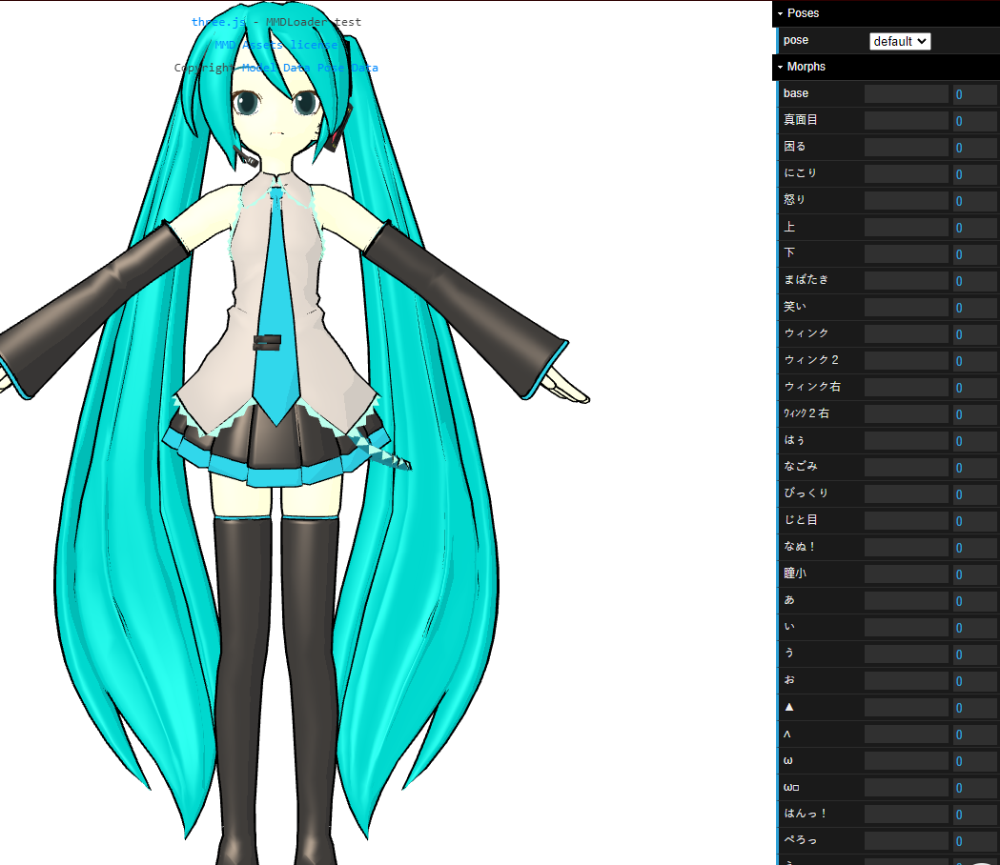 three.js - MMDLoader test
MMD Assets license
Copyright Model Data Pose Data
Poses
pose default
Morphs
base 0
真面目 0
困る 0
にこり 0
怒り 0
上 0
下 0
まばたき 0
笑い 0
ウィンク 0
ウィンク２ 0
ウィンク右 0
ｳｨﾝｸ２右 0
はぅ 0
なごみ 0
びっくり 0
じと目 0
なぬ！ 0
瞳小 0
あ 0
い 0
う 0
お 0
▲ 0
∧ 0
ω 0
ω□ 0
はんっ！ 0
ぺろっ 0